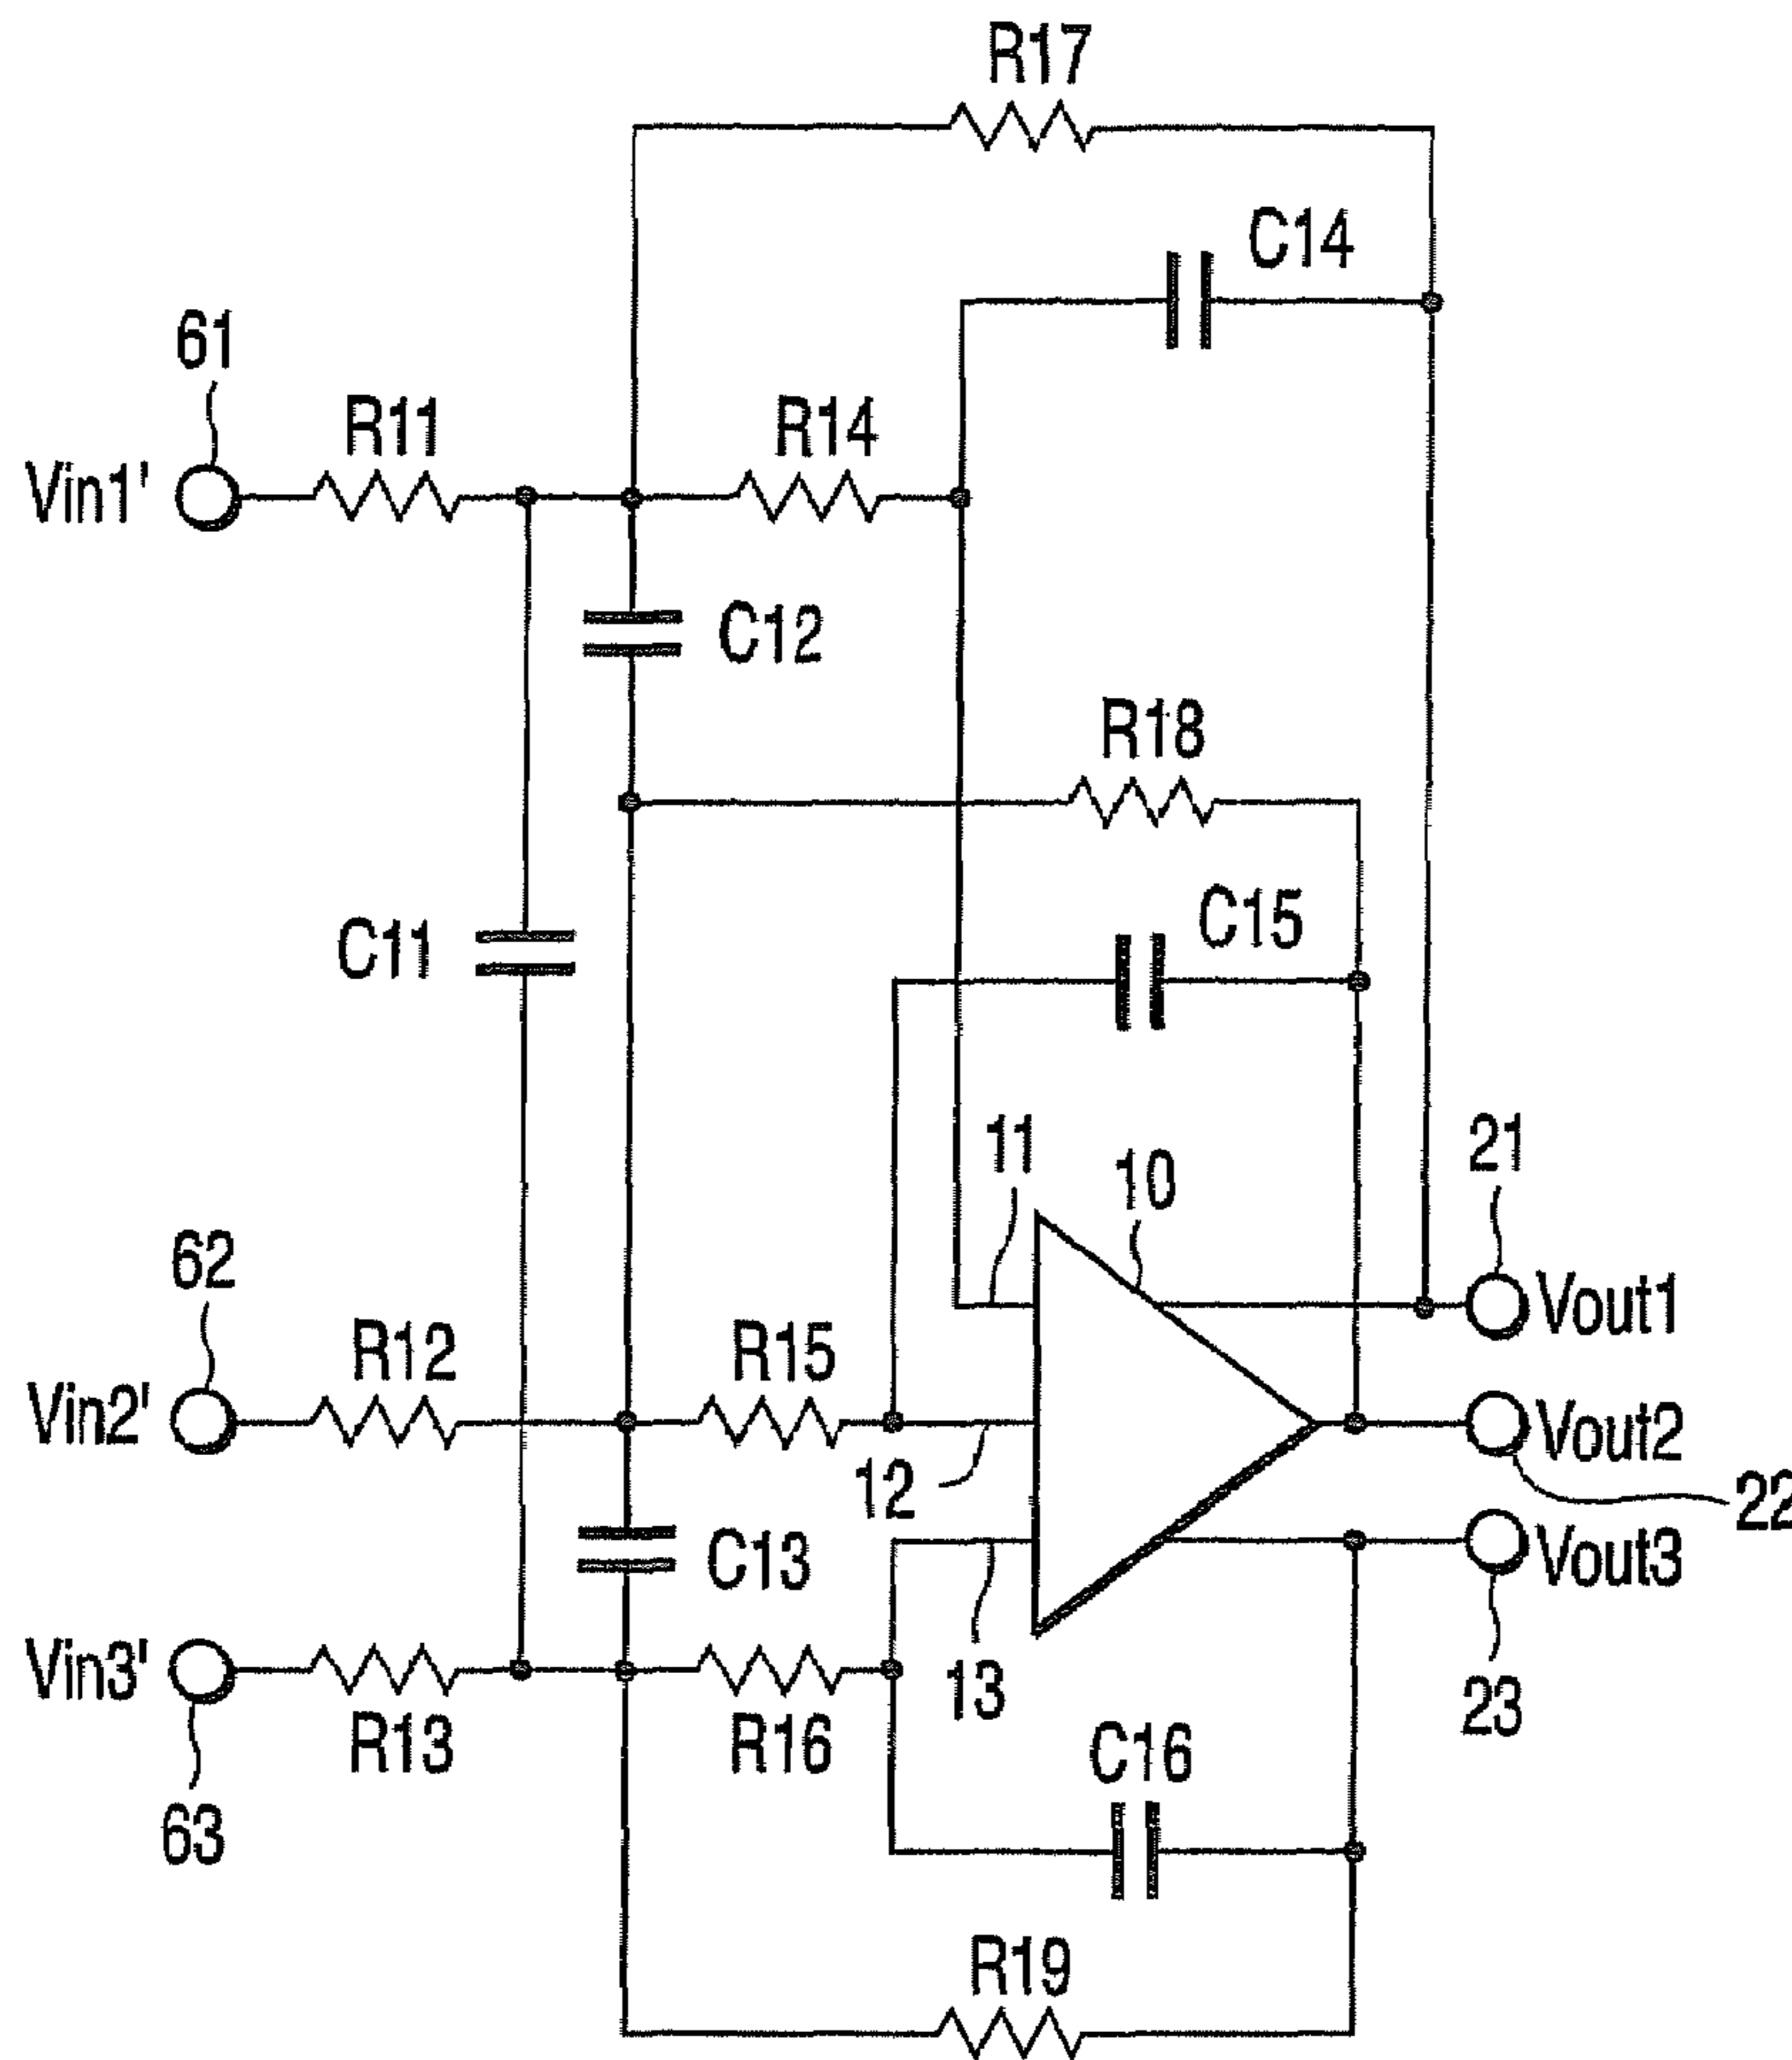 R17
C14
61
R11
R14
Vin1'
C12
R18
C15
C11
11
10
21
62
Vout1
R12
R15
Vin2'
Vout2
12
22
C13
Vout3
Vin3'
13
23
R13
R16
C16
63
R19